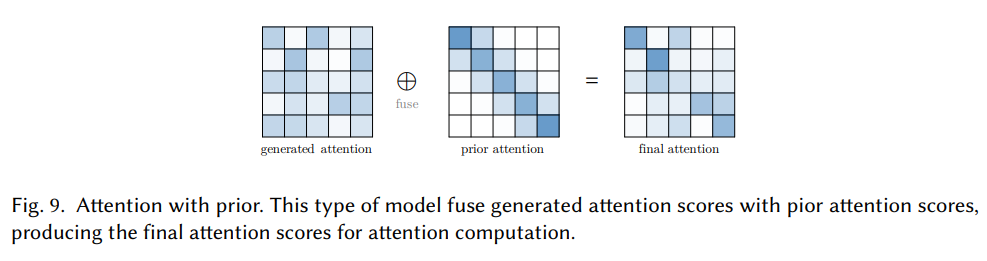 ⊕
fuse
=
generated attention
prior attention
final attention
Fig. 9. Attention with prior. This type of model fuse generated attention scores with pior attention scores,
producing the final attention scores for attention computation.